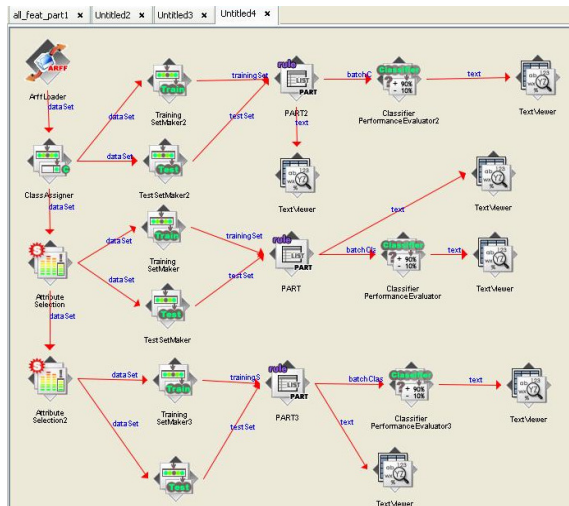 all_feat_part1 × Untitled2 × Untitled3 × Untitled4 ×
ARFF
ArffLoader
dataSet
dataSet
dataSet
Train
Training
SetMaker2
trainingSet
rule
LIST
PART
PART2
batchC
Classifier
+ 90%
- 10%
Classifier
PerformanceEvaluator2
text
TextViewer
ClassAssigner
dataSet
Test
TestSetMaker2
testSet
text
TextViewer
TextViewer
text
Train
Training
SetMaker
trainingSet
rule
LIST
PART
PART
batchClas
Classifier
+ 90%
- 10%
Classifier
PerformanceEvaluator
text
TextViewer
Attribute
Selection
dataSet
dataSet
dataSet
Test
TestSetMaker
testSet
Attribute
Selection2
dataSet
dataSet
Train
Training
SetMaker3
trainingS
rule
LIST
PART
PART3
batchClas
Classifier
+ 90%
- 10%
Classifier
PerformanceEvaluator3
text
TextViewer
Test
testSet
text
TextViewer